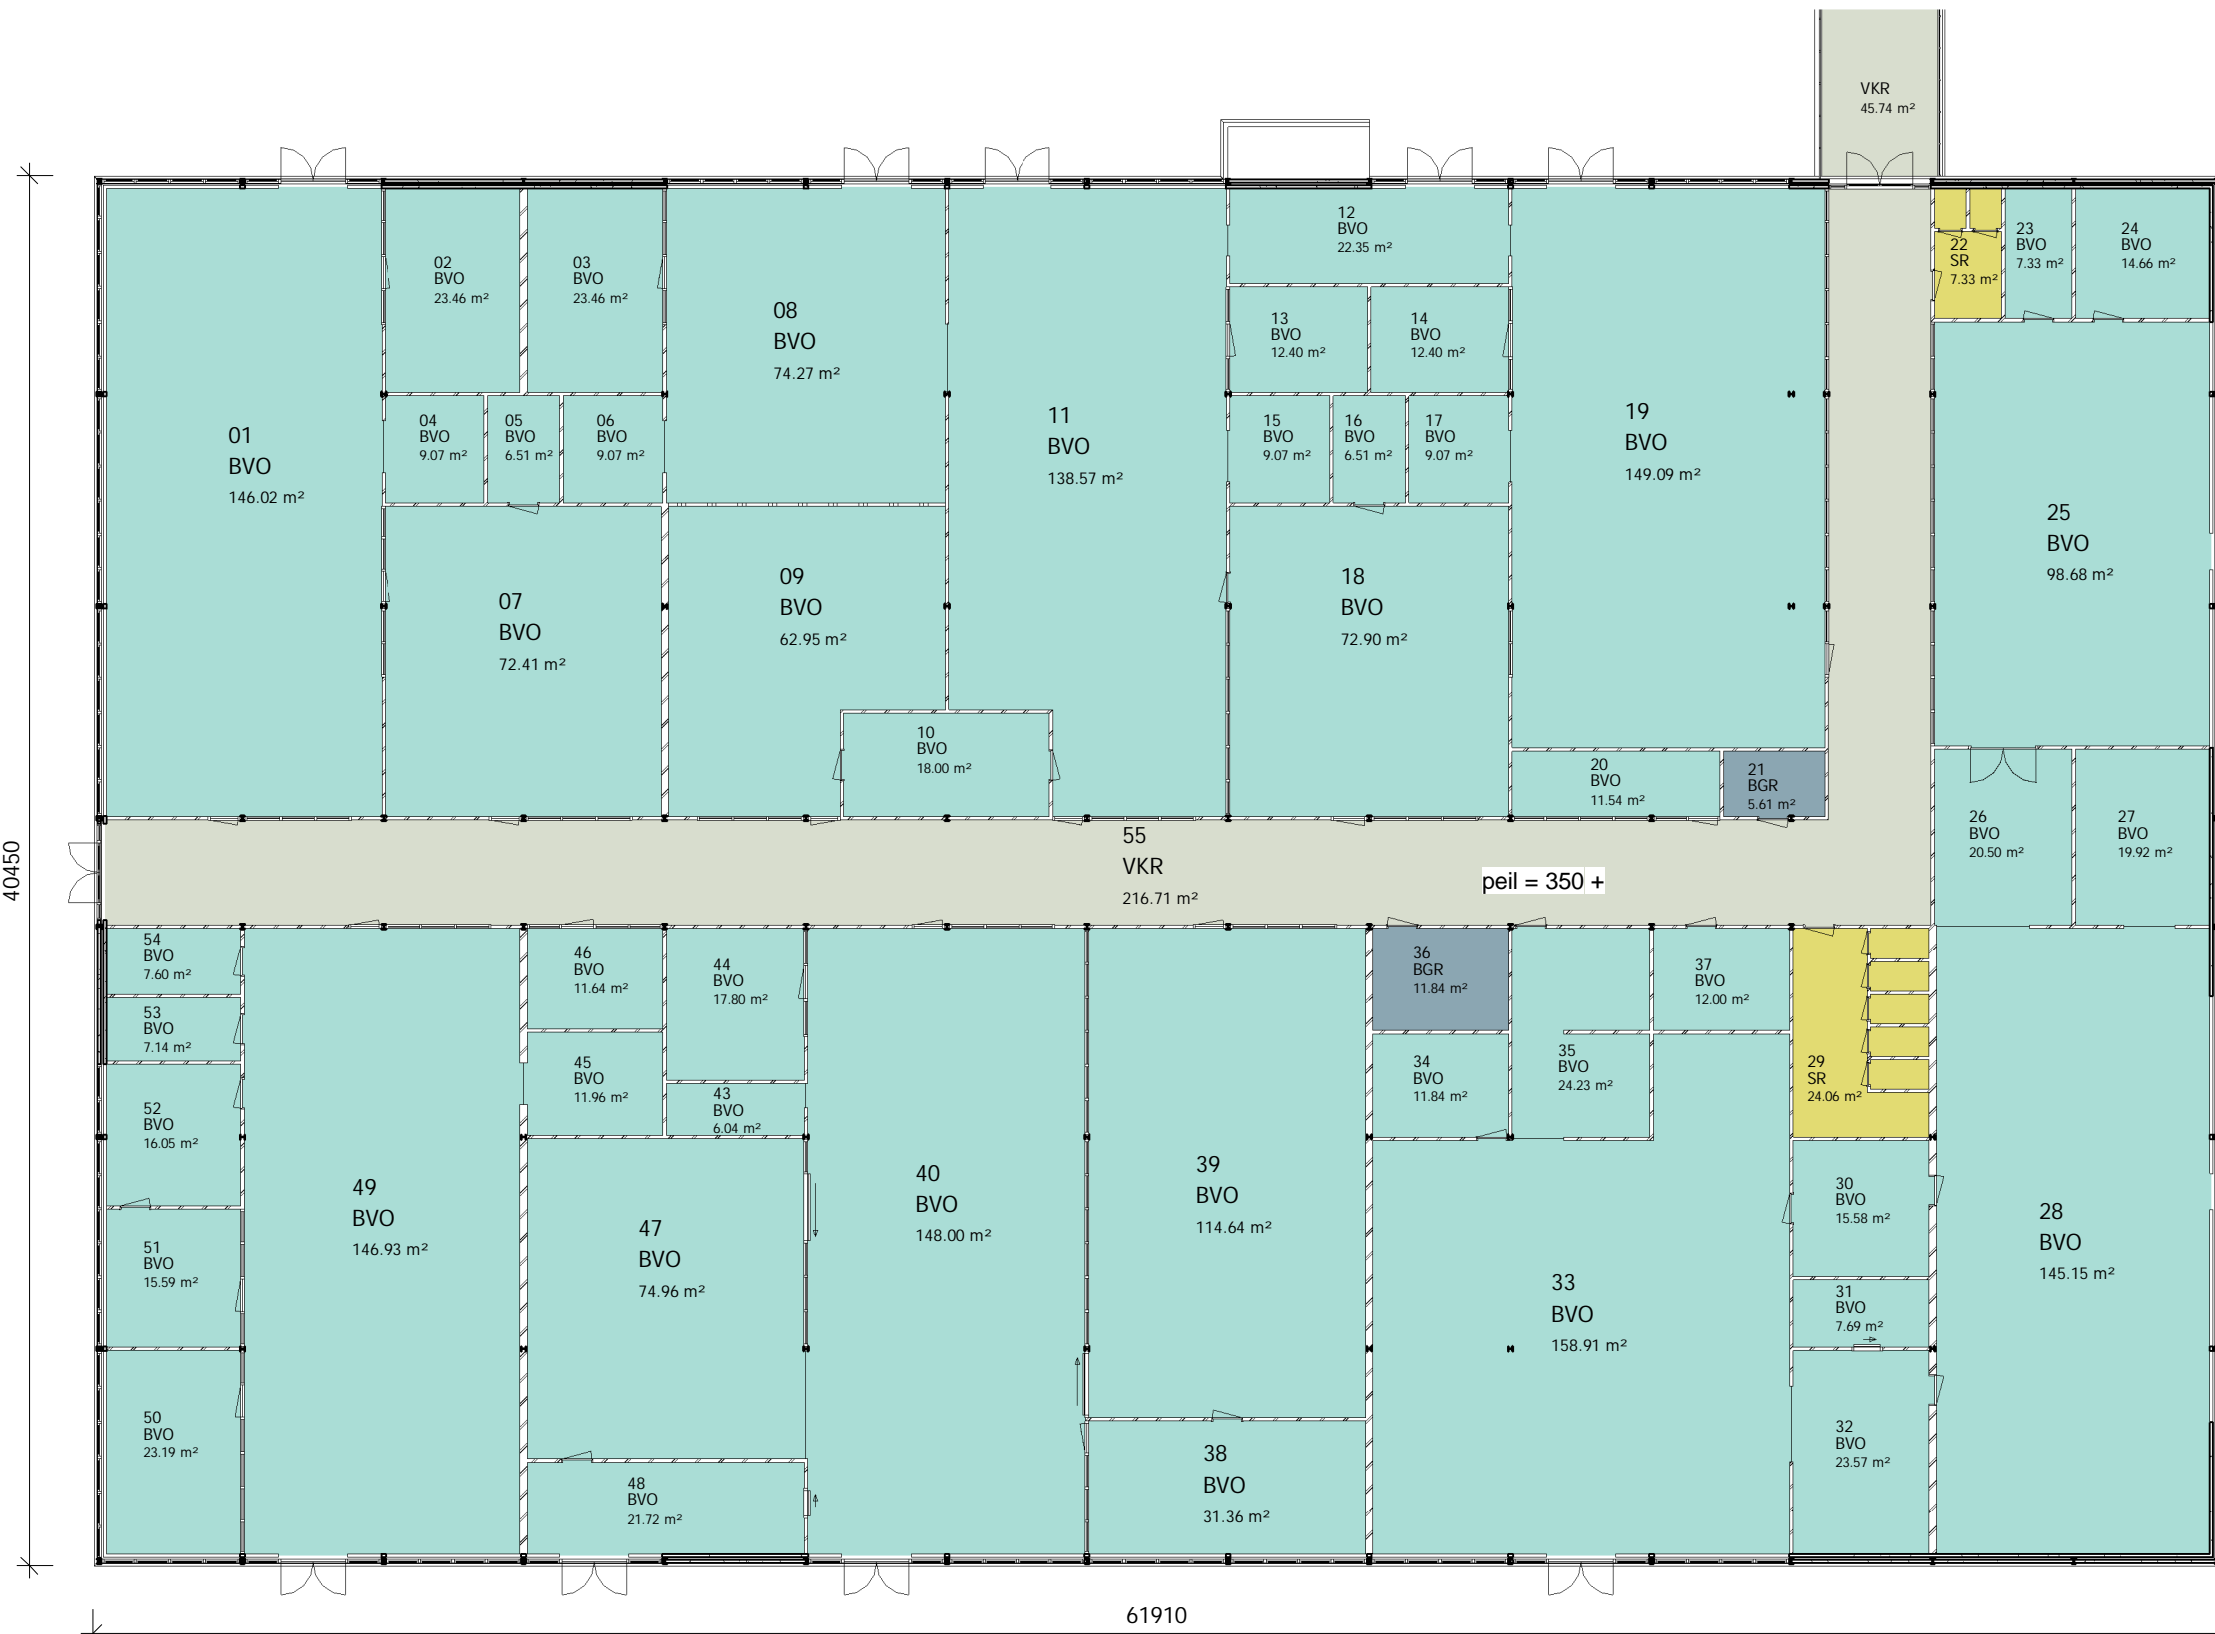 VKR
45.74 m²
12
BVO
22.35 m²
22
SR
7.33 m²
23
BVO
7.33 m²
24
BVO
14.66 m²
02
BVO
23.46 m²
03
BVO
23.46 m²
08
BVO
74.27 m²
13
BVO
12.40 m²
14
BVO
12.40 m²
01
BVO
146.02 m²
04
BVO
9.07 m²
05
BVO
6.51 m²
06
BVO
9.07 m²
11
BVO
138.57 m²
15
BVO
9.07 m²
16
BVO
6.51 m²
17
BVO
9.07 m²
19
BVO
149.09 m²
25
BVO
98.68 m²
07
BVO
72.41 m²
09
BVO
62.95 m²
18
BVO
72.90 m²
10
BVO
18.00 m²
20
BVO
11.54 m²
21
BGR
5.61 m²
26
BVO
20.50 m²
27
BVO
19.92 m²
55
VKR
216.71 m²
peil = 350 +
40450
54
BVO
7.60 m²
53
BVO
7.14 m²
46
BVO
11.64 m²
44
BVO
17.80 m²
36
BGR
11.84 m²
37
BVO
12.00 m²
45
BVO
11.96 m²
43
BVO
6.04 m²
34
BVO
11.84 m²
35
BVO
24.23 m²
29
SR
24.06 m²
52
BVO
16.05 m²
49
BVO
146.93 m²
47
BVO
74.96 m²
40
BVO
148.00 m²
39
BVO
114.64 m²
30
BVO
15.58 m²
28
BVO
145.15 m²
51
BVO
15.59 m²
33
BVO
158.91 m²
31
BVO
7.69 m²
50
BVO
23.19 m²
48
BVO
21.72 m²
38
BVO
31.36 m²
32
BVO
23.57 m²
61910